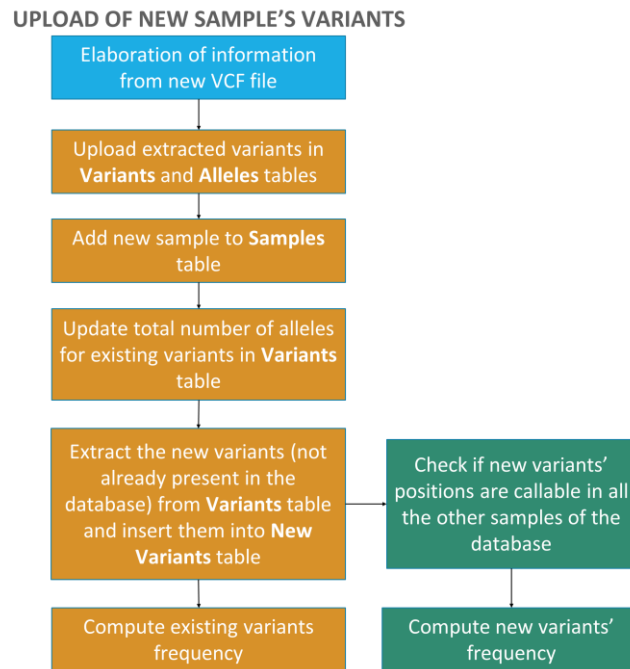 UPLOAD OF NEW SAMPLE'S VARIANTS
Elaboration of information
from new VCF file
Upload extracted variants in
Variants and Alleles tables
Add new sample to Samples
table
Update total number of alleles
for existing variants in Variants
table
Extract the new variants (not
already present in the
database) from Variants table
and insert them into New
Variants table
Check if new variants'
positions are callable in all
the other samples of the
database
Compute existing variants
frequency
Compute new variants'
frequency